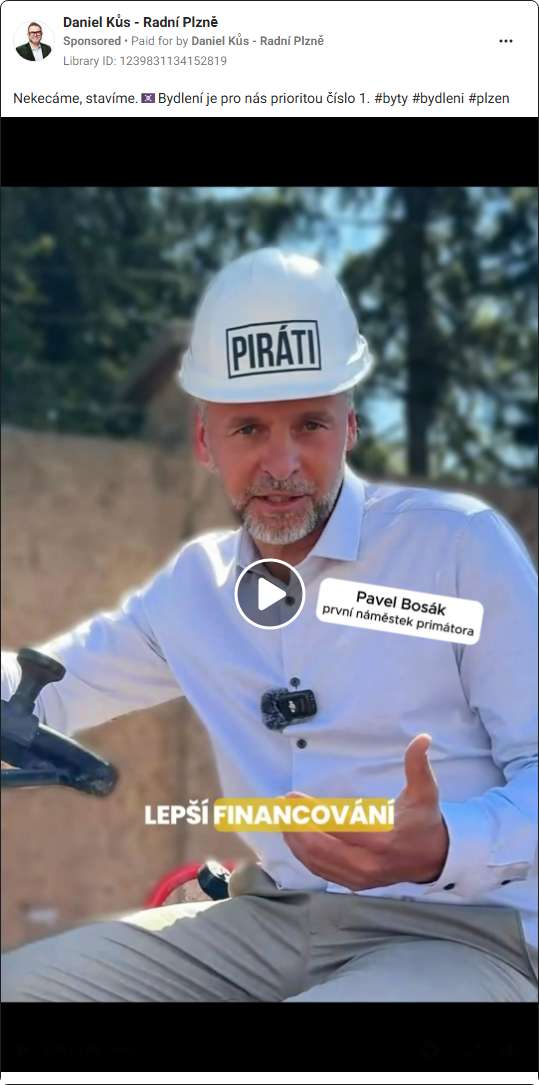 Daniel Kůs - Radní Plzně
Sponsored • Paid for by Daniel Kůs - Radní Plzně
Library ID: 1239831134152819
Nekecáme, stavíme. Bydlení je pro nás prioritou číslo 1. #byty #bydleni #plzen
PIRÁTI
Pavel Bosák
první náměstek primátora
LEPŠÍ FINANCOVÁNÍ